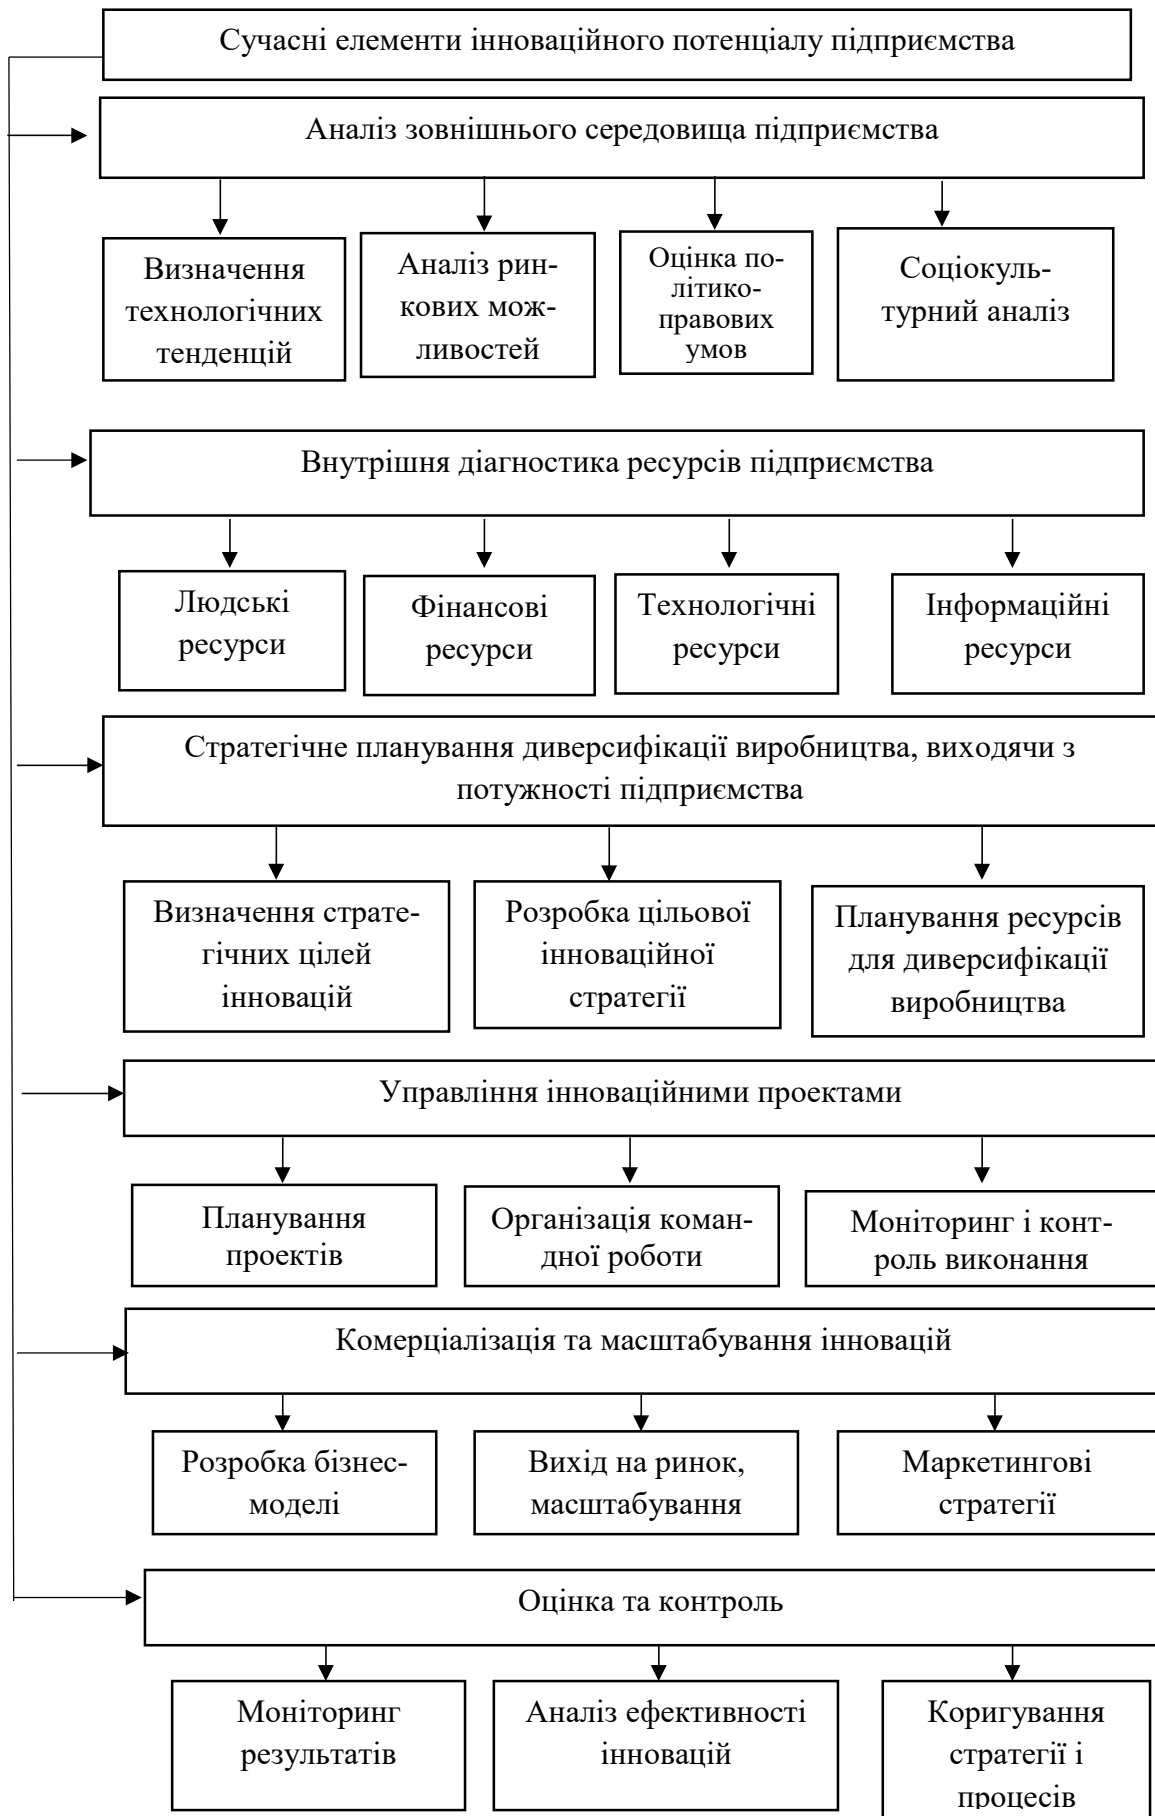 Сучасні елементи інноваційного потенціалу підприємства
Аналіз зовнішнього середовища підприємства
Визначення
технологічних
тенденцій
Аналіз рин-
кових мож-
ливостей
Оцінка по-
літико-
правових
умов
Соціокуль-
турний аналіз
Внутрішня діагностика ресурсів підприємства
Людські
ресурси
Фінансові
ресурси
Технологічні
ресурси
Інформаційні
ресурси
Стратегічне планування диверсифікації виробництва, виходячи з
потужності підприємства
Визначення страте-
гічних цілей
інновацій
Розробка цільової
інноваційної
стратегії
Планування ресурсів
для диверсифікації
виробництва
Управління інноваційними проектами
Планування
проектів
Організація коман-
дної роботи
Моніторинг і конт-
роль виконання
Комерціалізація та масштабування інновацій
Розробка бізнес-
моделі
Вихід на ринок,
масштабування
Маркетингові
стратегії
Оцінка та контроль
Моніторинг
результатів
Аналіз ефективності
інновацій
Коригування
стратегії і
процесів